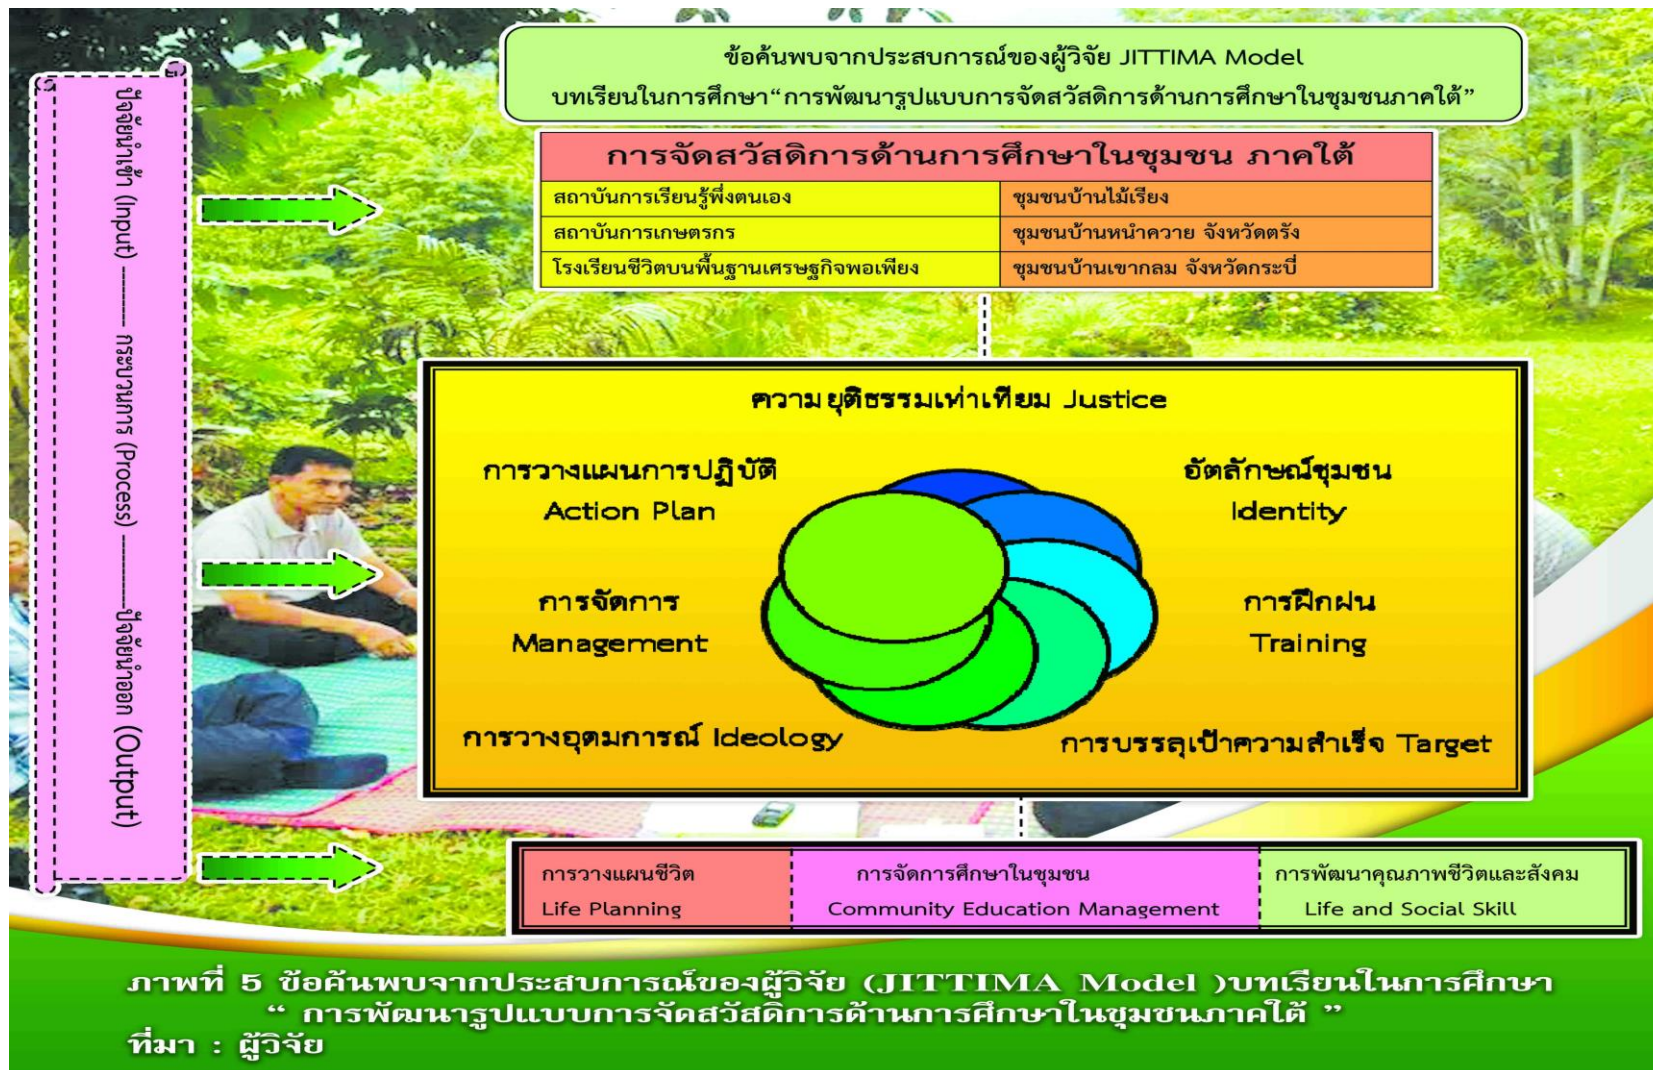 ข้อค้นพบจากประสบการณ์ของผู้วิจัย JITTIMA Model
บทเรียนในการศึกษา“การพัฒนารูปแบบการจัดสวัสดิการด้านการศึกษาในชุมชนภาคใต้”
ปัจจัยนำเข้า (Input) -------- กระบวนการ (Process) ----------ปัจจัยนำออก (Output)
การจัดสวัสดิการด้านการศึกษาในชุมชน ภาคใต้
สถาบันการเรียนรู้พึ่งตนเอง ชุมชนบ้านไม้เรียง
สถาบันการเกษตรกร ชุมชนบ้านหนำควาย จังหวัดตรัง
โรงเรียนชีวิตบนพื้นฐานเศรษฐกิจพอเพียง ชุมชนบ้านเขากลม จังหวัดกระบี่
ความยุติธรรมเท่าเทียม Justice
การวางแผนการปฏิบัติ
Action Plan
อัตลักษณ์ชุมชน
Identity
การจัดการ
Management
การฝึกฝน
Training
การวางอุดมการณ์ Ideology
การบรรลุเป้าความสำเร็จ Target
การวางแผนชีวิต
Life Planning
การจัดการศึกษาในชุมชน
Community Education Management
การพัฒนาคุณภาพชีวิตและสังคม
Life and Social Skill
ภาพที่ 5 ข้อค้นพบจากประสบการณ์ของผู้วิจัย (JITTIMA Model )บทเรียนในการศึกษา
“ การพัฒนารูปแบบการจัดสวัสดิการด้านการศึกษาในชุมชนภาคใต้ ”
ที่มา : ผู้วิจัย